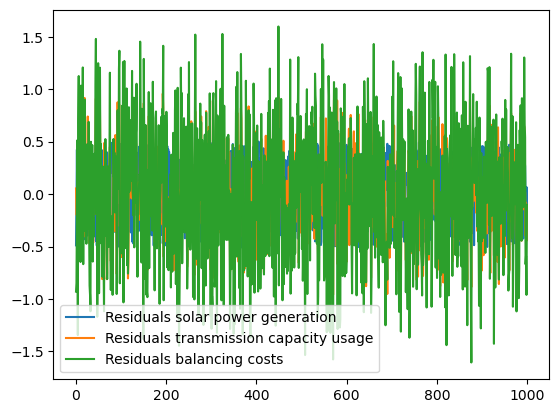 1.5
1.0
0.5
0.0
−0.5
−1.0
−1.5
Residuals solar power generation
Residuals transmission capacity usage
Residuals balancing costs
0 200 400 600 800 1000